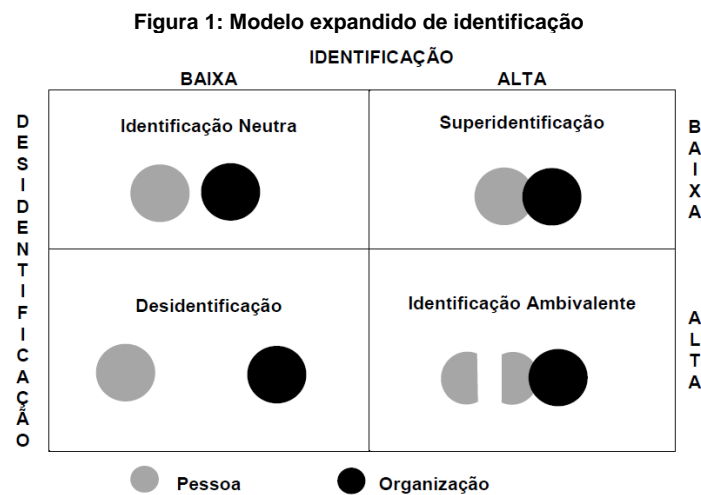 Figura 1: Modelo expandido de identificação
IDENTIFICAÇÃO
BAIXA ALTA
DESIDENTIFICAÇÃO
Identificação Neutra
Superidentificação
BAIXA
Desidentificação
Identificação Ambivalente
ALTA
Pessoa
Organização